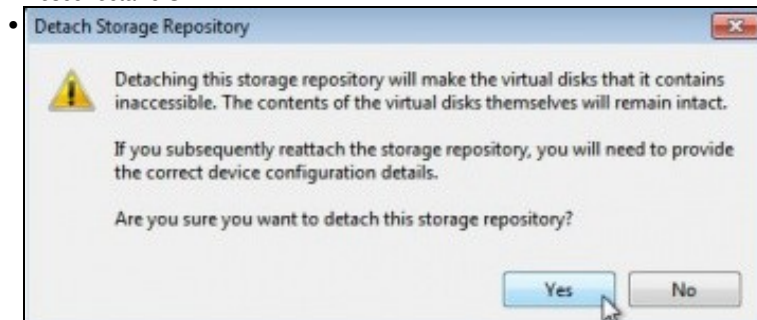 Detach Storage Repository
Detaching this storage repository will make the virtual disks that it contains
inaccessible. The contents of the virtual disks themselves will remain intact.
If you subsequently reattach the storage repository, you will need to provide
the correct device configuration details.
Are you sure you want to detach this storage repository?
Yes No